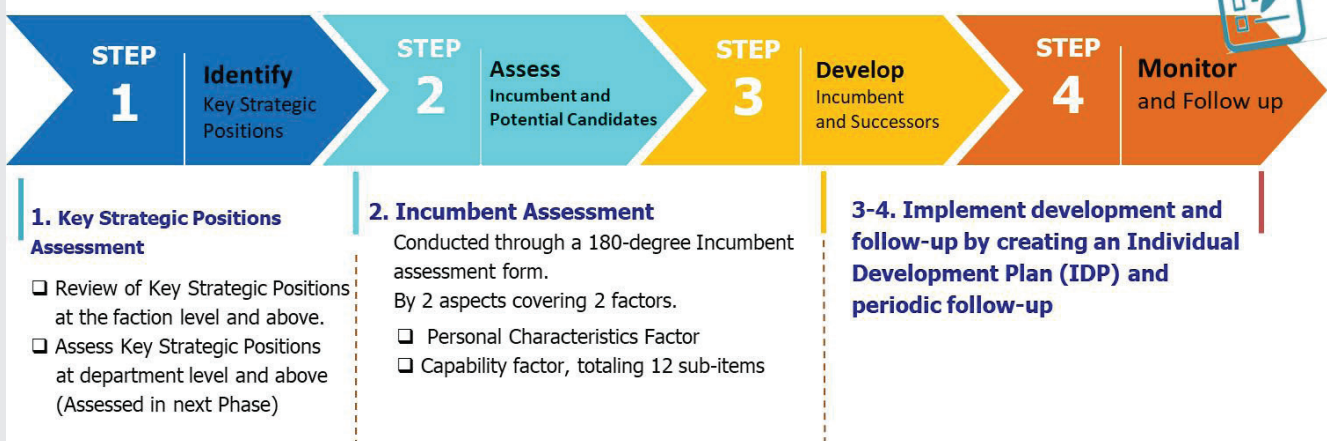 STEP
1
Identify
Key Strategic
Positions
STEP
2
Assess
Incumbent and
Potential Candidates
STEP
3
Develop
Incumbent
and Successors
STEP
4
Monitor
and Follow up
1. Key Strategic Positions
Assessment
❑ Review of Key Strategic Positions
at the faction level and above.
❑ Assess Key Strategic Positions
at department level and above
(Assessed in next Phase)
2. Incumbent Assessment
Conducted through a 180-degree Incumbent
assessment form.
By 2 aspects covering 2 factors.
❑ Personal Characteristics Factor
❑ Capability factor, totaling 12 sub-items
3-4. Implement development and
follow-up by creating an Individual
Development Plan (IDP) and
periodic follow-up